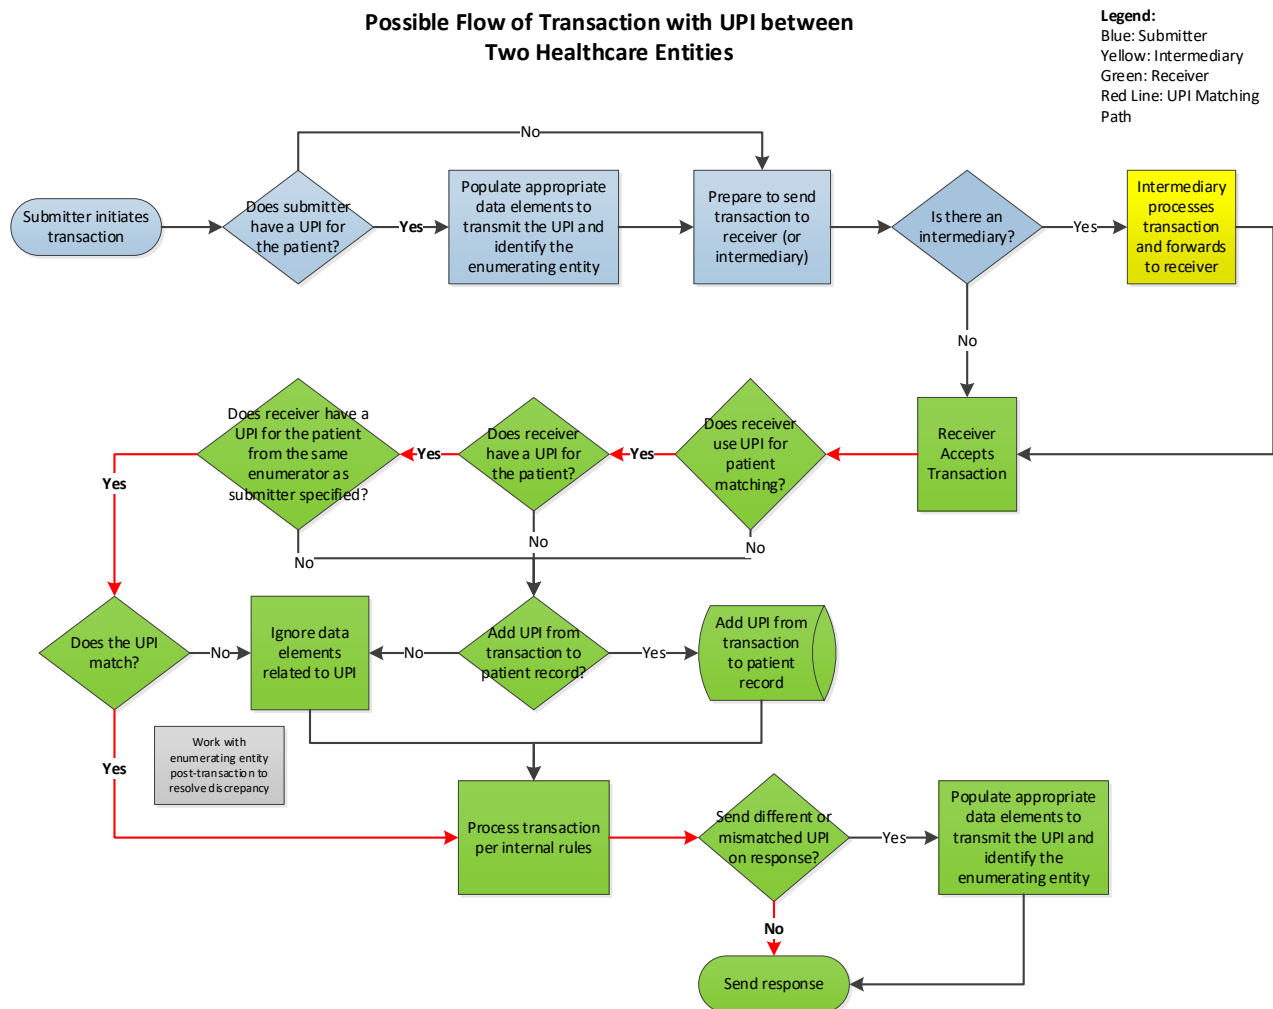 Possible Flow of Transaction with UPI between
Two Healthcare Entities
Legend:
Blue: Submitter
Yellow: Intermediary
Green: Receiver
Red Line: UPI Matching
Path
No
Submitter initiates
transaction
Does submitter
have a UPI for
the patient?
Yes
Populate appropriate
data elements to
transmit the UPI and
identify the
enumerating entity
Prepare to send
transaction to
receiver (or
intermediary)
Is there an
intermediary?
Yes
Intermediary
processes
transaction
and forwards
to receiver
No
Does receiver have a
UPI for the patient
from the same
enumerator as
submitter specified?
Yes
Does receiver
have a UPI for
the patient?
Yes
Does receiver
use UPI for
patient
matching?
Receiver
Accepts
Transaction
Yes
No
No
No
Does the UPI
match?
No
Ignore data
elements
related to UPI
No
Add UPI from
transaction to
patient record?
Yes
Add UPI from
transaction
to patient
record
Yes
Work with
enumerating entity
post-transaction to
resolve discrepancy
Process transaction
per internal rules
Send different or
mismatched UPI
on response?
Yes
Populate appropriate
data elements to
transmit the UPI and
identify the
enumerating entity
No
Send response